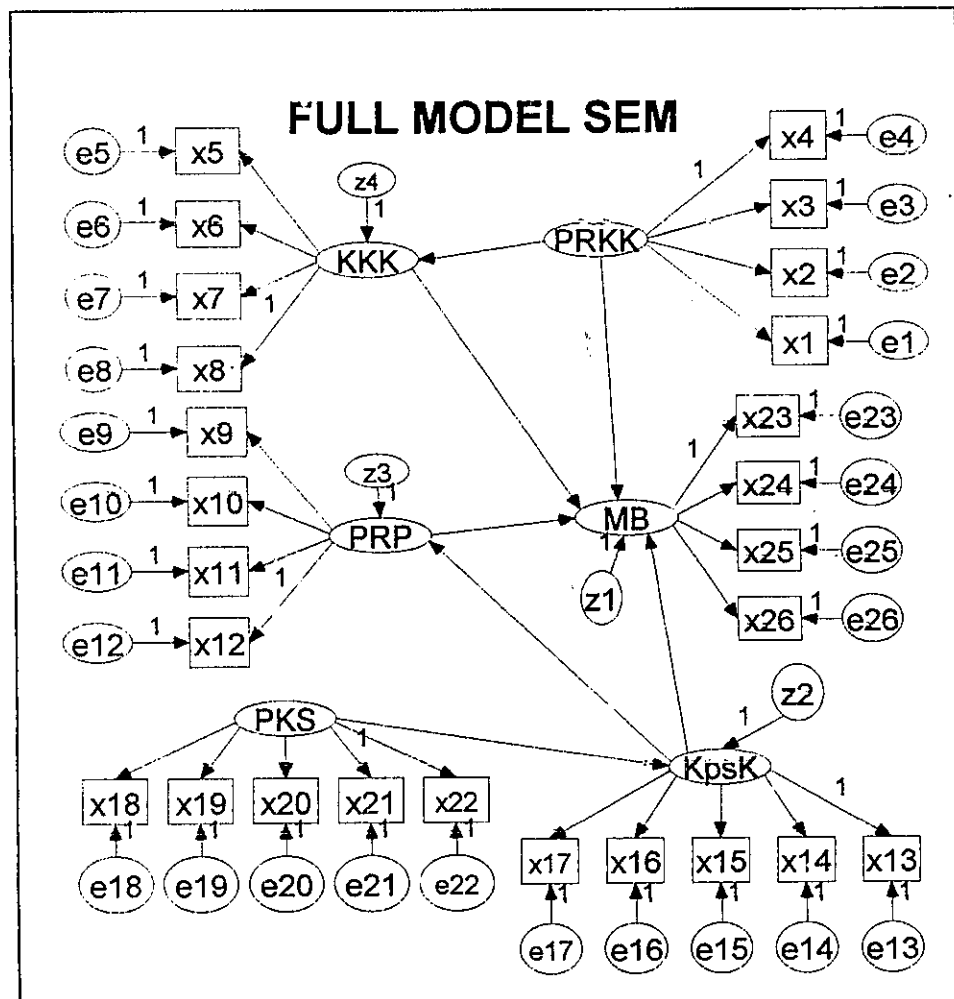 FULL MODEL SEM
e5 1 x5
e6 1 x6
e7 1 x7
e8 1 x8
z4
1
KKK
1
PRKK
1
x4 1 e4
x3 1 e3
x2 1 e2
x1 1 e1
e9 1 x9
e10 1 x10
e11 1 x11
e12 1 x12
z3
1
PRP
1
MB
1
z1
1
x23 1 e23
x24 1 e24
x25 1 e25
x26 1 e26
PKS
1
x18 x19 x20 x21 x22
1 1 1 1 1
e18 e19 e20 e21 e22
z2
1
KpsK
1
x17 x16 x15 x14 x13
1 1 1 1 1
e17 e16 e15 e14 e13